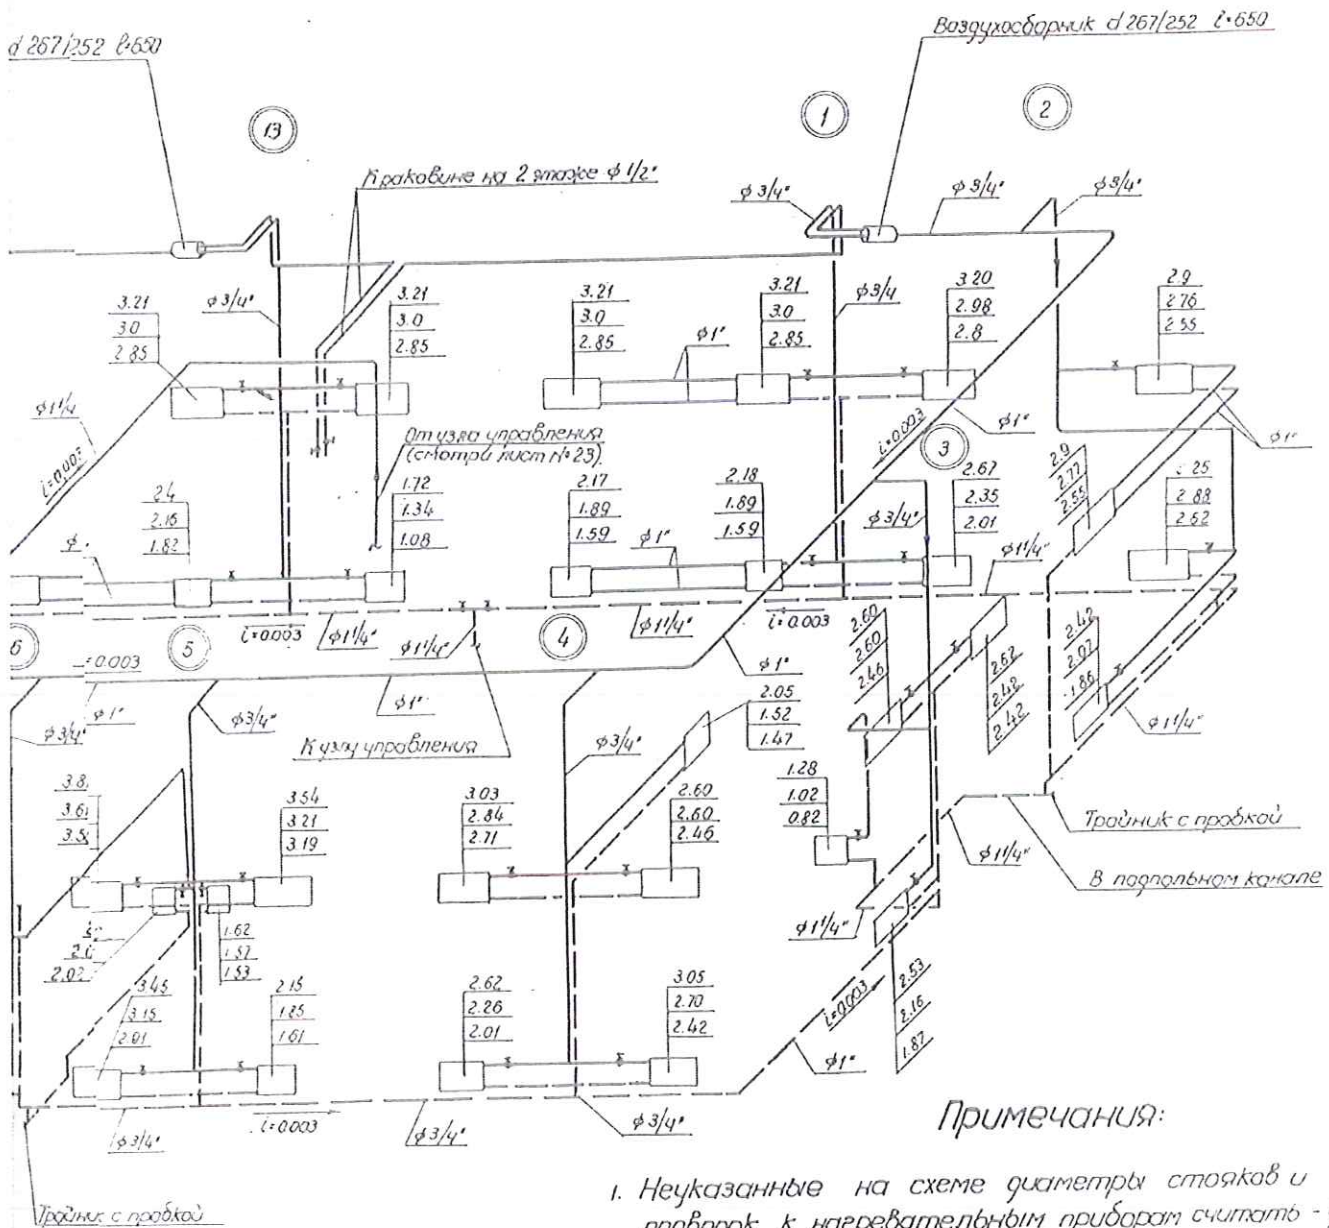 d 267/252 ℓ=650
Воздухосборник d 267/252 ℓ=650
13
1
2
К раковине на 2 этаже ϕ 1/2"
ϕ 3/4"
ϕ 3/4"
ϕ 3/4"
3.21
3.0
2.85
ϕ 3/4"
3.21
3.0
2.85
3.21
3.0
2.85
ϕ 1"
3.21
3.0
2.85
ϕ 3/4
3.20
2.98
2.8
2.9
2.76
2.55
ϕ 1 1/4
i=0.003
От узла управления
(смотри лист №23)
i=0.003
ϕ 1"
3
ϕ 1"
2.4
2.16
1.82
1.72
1.34
1.08
2.17
1.89
1.59
ϕ 1"
2.18
1.89
1.59
ϕ 3/4"
2.67
2.35
2.01
2.9
2.77
2.55
2.88
2.62
ϕ 1 1/4"
6
5
i=0.003
ϕ 1 1/4"
ϕ 1 1/4"
4
ϕ 1 1/4"
i=0.003
=0.003
ϕ 1"
ϕ 3/4"
ϕ 3/4"
ϕ 1"
К узлу управления
ϕ 3/4"
ϕ 1"
2.05
1.52
1.47
2.60
2.60
2.46
2.62
2.42
2.42
2.42
2.07
1.86
ϕ 1 1/4"
3.8
3.61
3.5
3.54
3.21
3.19
3.03
2.84
2.71
2.60
2.60
2.46
1.28
1.02
0.82
Тройник с пробкой
ϕ 1 1/4"
В подпольном канале
ϕ 1 1/4"
2.02
1.62
1.57
1.53
3.45
3.15
2.91
2.15
1.85
1.61
2.62
2.26
2.01
3.05
2.70
2.42
i=0.003
2.53
2.16
1.87
ϕ 1"
ϕ 3/4"
i=0.003
ϕ 3/4"
ϕ 3/4"
Тройник с пробкой
Примечания:
1. Неуказанные на схеме диаметры стояков и
проводок к нагревательным приборам считать -